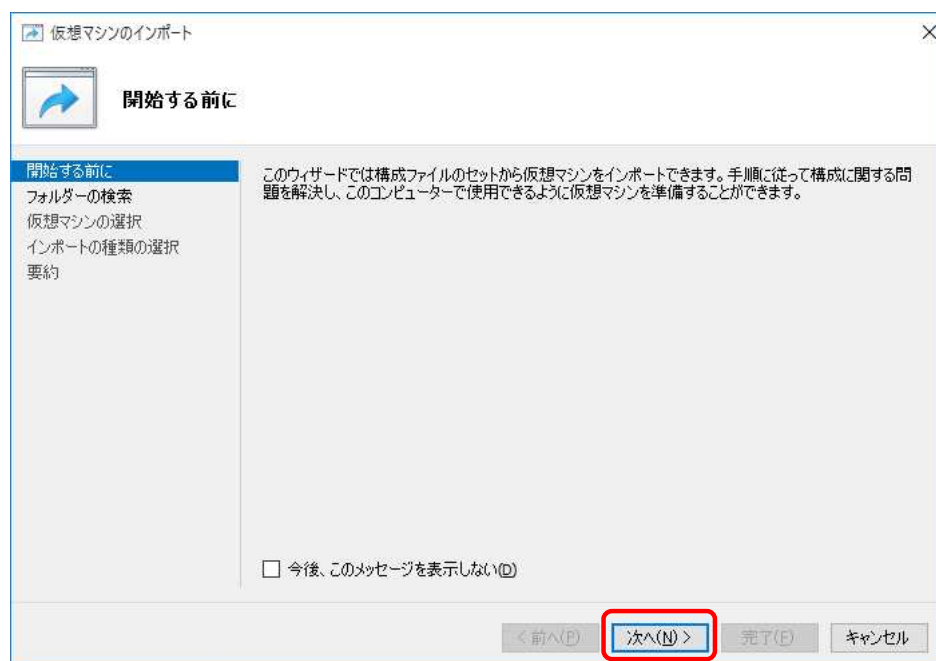 仮想マシンのインポート
開始する前に
開始する前に
フォルダーの検索
仮想マシンの選択
インポートの種類の選択
要約
このウィザードでは構成ファイルのセットから仮想マシンをインポートできます。手順に従って構成に関する問
題を解決し、このコンピューターで使用できるように仮想マシンを準備することができます。
今後、このメッセージを表示しない(D)
< 前へ(P)
次へ(N) >
完了(F)
キャンセル